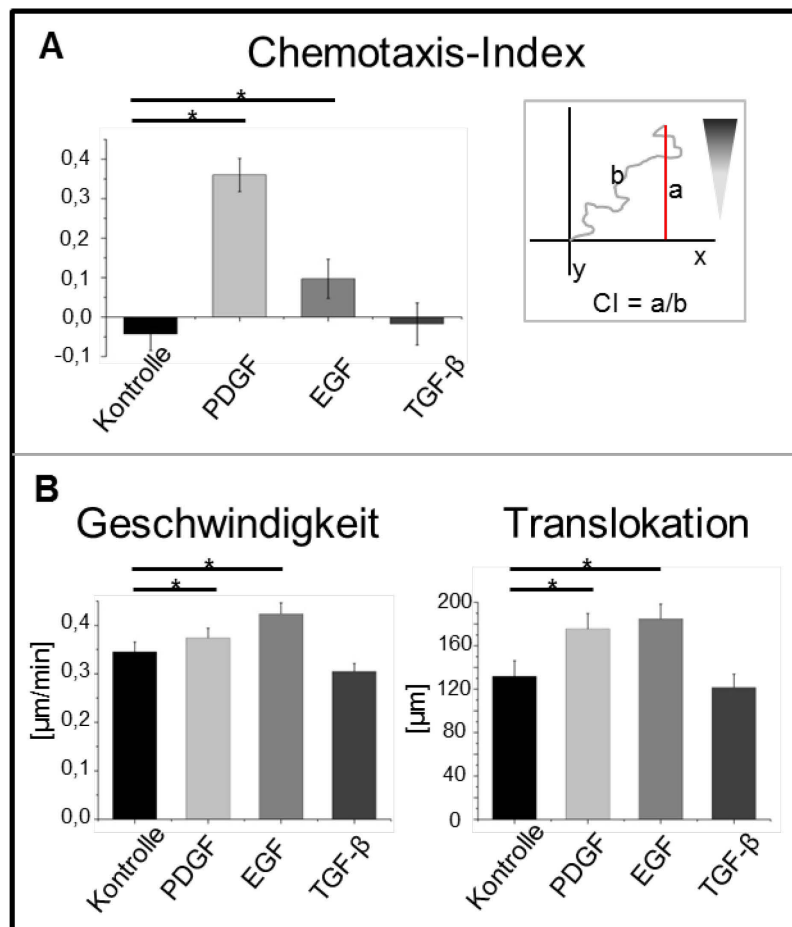 A
Chemotaxis-Index
*
*
0,4
0,3
0,2
0,1
0,0
-0,1
Kontrolle
PDGF
EGF
TGF-β
b
a
y
x
CI = a/b
B
Geschwindigkeit
*
*
[µm/min]
0,4
0,3
0,2
0,1
0,0
Kontrolle
PDGF
EGF
TGF-β
Translokation
*
*
[µm]
200
160
120
80
40
0
Kontrolle
PDGF
EGF
TGF-β